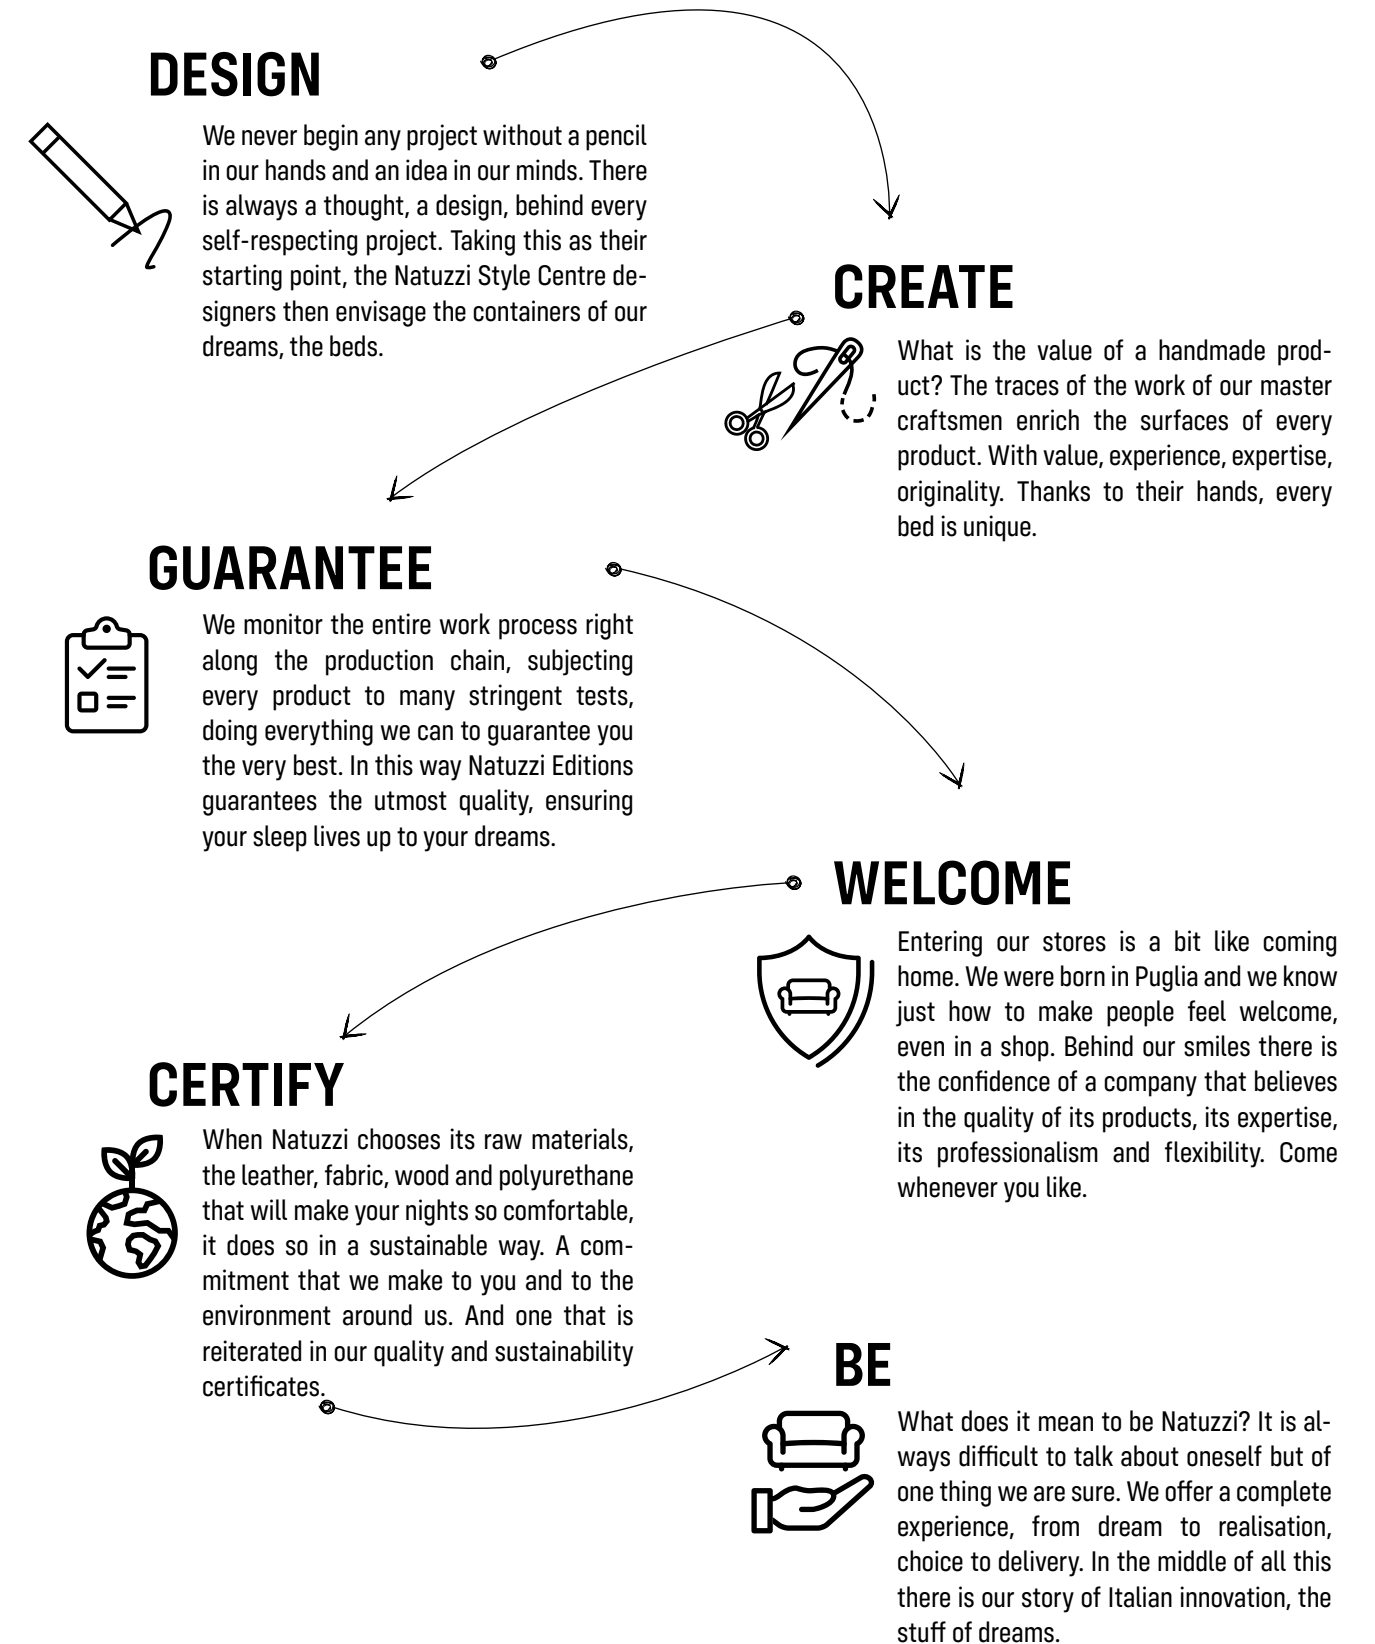 DESIGN
We never begin any project without a pencil
in our hands and an idea in our minds. There
is always a thought, a design, behind every
self-respecting project. Taking this as their
starting point, the Natuzzi Style Centre de-
signers then envisage the containers of our
dreams, the beds.
CREATE
What is the value of a handmade prod-
uct? The traces of the work of our master
craftsmen enrich the surfaces of every
product. With value, experience, expertise,
originality. Thanks to their hands, every
bed is unique.
GUARANTEE
We monitor the entire work process right
along the production chain, subjecting
every product to many stringent tests,
doing everything we can to guarantee you
the very best. In this way Natuzzi Editions
guarantees the utmost quality, ensuring
your sleep lives up to your dreams.
WELCOME
Entering our stores is a bit like coming
home. We were born in Puglia and we know
just how to make people feel welcome,
even in a shop. Behind our smiles there is
the confidence of a company that believes
in the quality of its products, its expertise,
its professionalism and flexibility. Come
whenever you like.
CERTIFY
When Natuzzi chooses its raw materials,
the leather, fabric, wood and polyurethane
that will make your nights so comfortable,
it does so in a sustainable way. A com-
mitment that we make to you and to the
environment around us. And one that is
reiterated in our quality and sustainability
certificates.
BE
What does it mean to be Natuzzi? It is al-
ways difficult to talk about oneself but of
one thing we are sure. We offer a complete
experience, from dream to realisation,
choice to delivery. In the middle of all this
there is our story of Italian innovation, the
stuff of dreams.